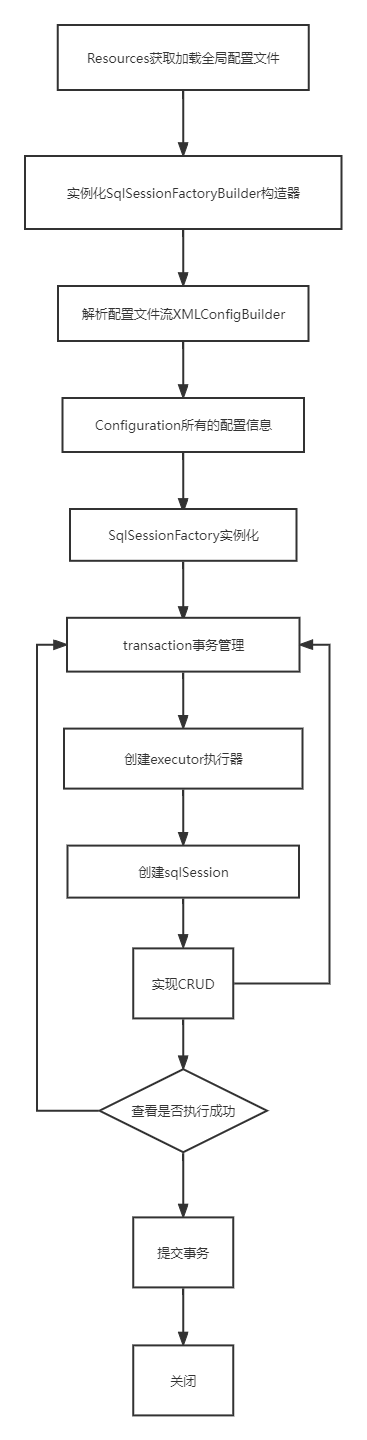 Resources获取加载全局配置文件
实例化SqlSessionFactoryBuilder构造器
解析配置文件流XMLConfigBuilder
Configuration所有的配置信息
SqlSessionFactory实例化
transaction事务管理
创建executor执行器
创建sqlSession
实现CRUD
查看是否执行成功
提交事务
关闭